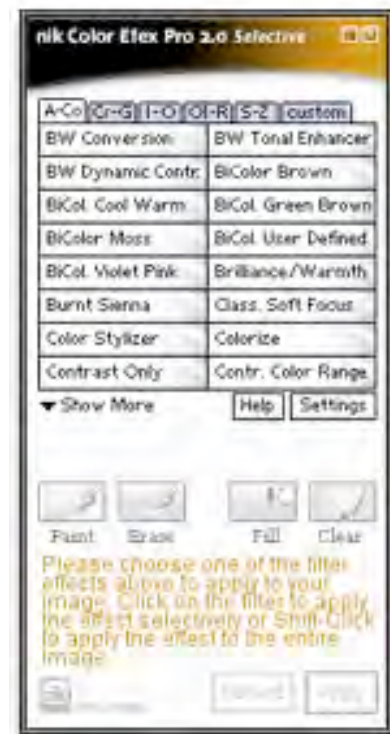 nik Color Efex Pro 2.0 Selective
A-Co Cr-G I-O Ol-R S-Z custom
BW Conversion BW Tonal Enhancer
BW Dynamic Contr. BiColor Brown
BiCol. Cool Warm BiCol. Green Brown
BiColor Moss BiCol. User Defined
BiCol. Violet Pink Brilliance/Warmth
Burnt Sienna Class. Soft Focus
Color Stylizer Colorize
Contrast Only Contr. Color Range
Show More Help Settings
Paint Erase Fill Clear
Please choose one of the filter
effects above to apply to your
image. Click on the filter to apply
the effect selectively or Shift-Click
to apply the effect to the entire
image.
Apply